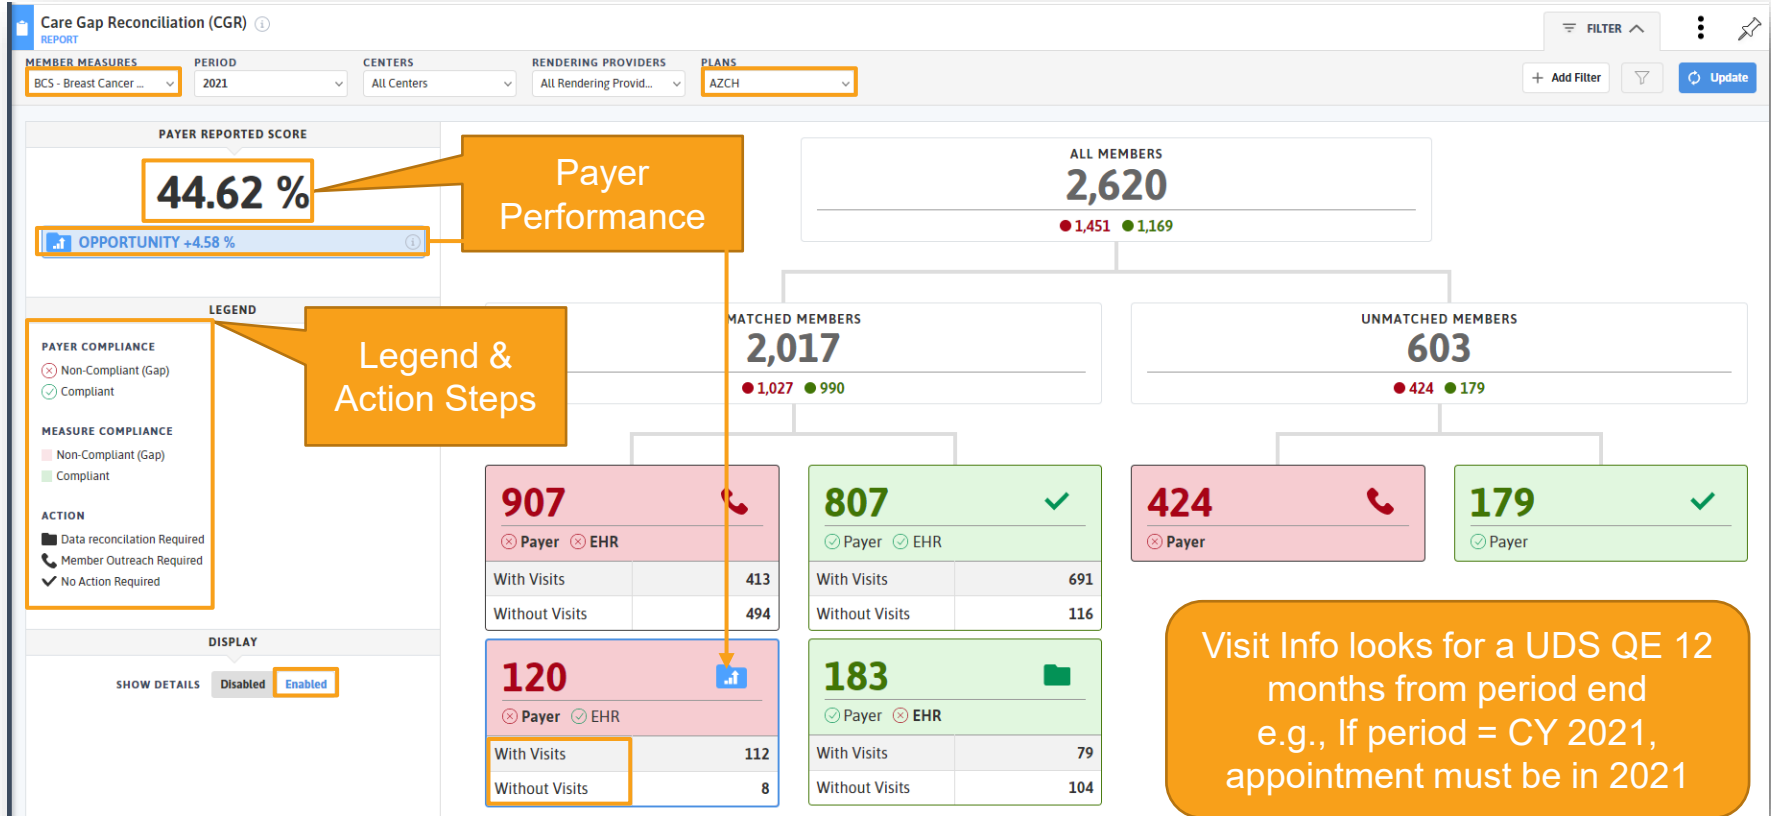 Care Gap Reconciliation (CGR)
REPORT
FILTER
MEMBER MEASURES
BCS - Breast Cancer ...
PERIOD
2021
CENTERS
All Centers
RENDERING PROVIDERS
All Rendering Provid...
PLANS
AZCH
+ Add Filter
Update
PAYER REPORTED SCORE
44.62 %
OPPORTUNITY +4.58 %
Payer
Performance
LEGEND
PAYER COMPLIANCE
Non-Compliant (Gap)
Compliant
MEASURE COMPLIANCE
Non-Compliant (Gap)
Compliant
ACTION
Data reconcilation Required
Member Outreach Required
No Action Required
Legend &
Action Steps
DISPLAY
SHOW DETAILS Disabled Enabled
ALL MEMBERS
2,620
1,451 1,169
MATCHED MEMBERS
2,017
1,027 990
UNMATCHED MEMBERS
603
424 179
907
Payer EHR
With Visits 413
Without Visits 494
807
Payer EHR
With Visits 691
Without Visits 116
424
Payer
179
Payer
120
Payer EHR
With Visits 112
Without Visits 8
183
Payer EHR
With Visits 79
Without Visits 104
Visit Info looks for a UDS QE 12
months from period end
e.g., If period = CY 2021,
appointment must be in 2021